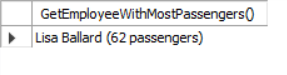 GetEmployeeWithMostPassengers()
Lisa Ballard (62 passengers)